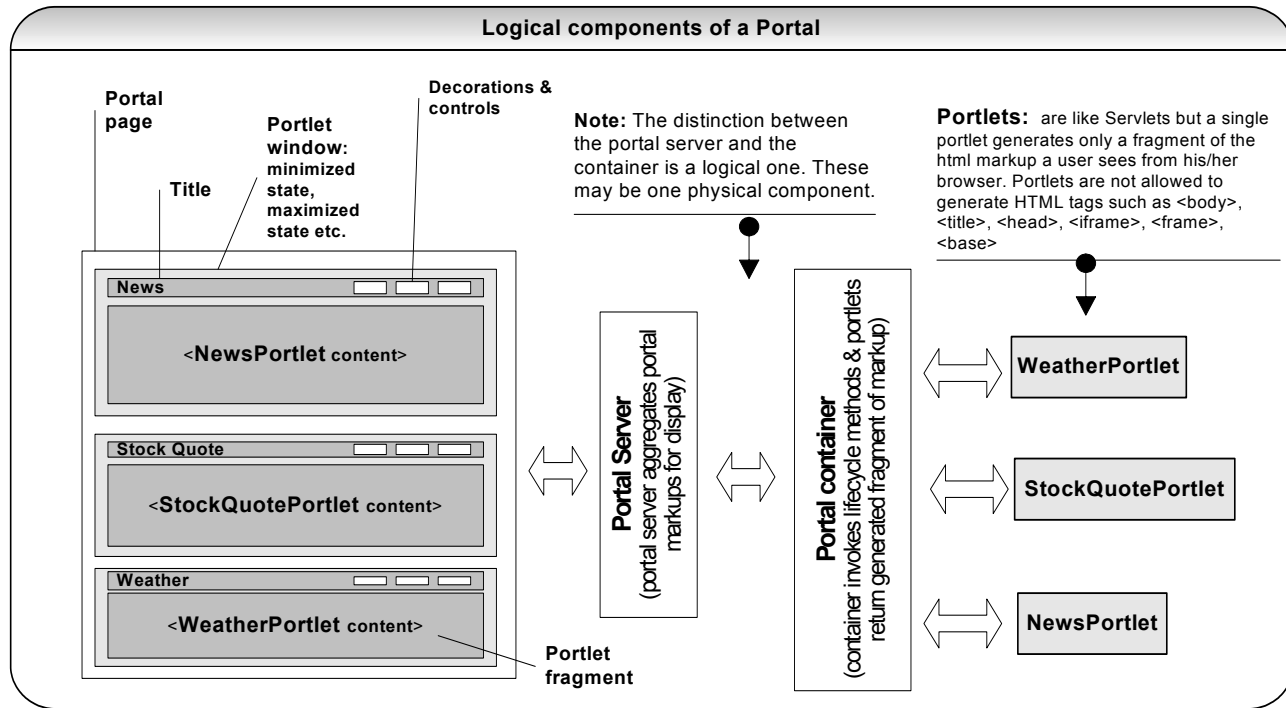 Logical components of a Portal
Portal
page
Title
Portlet
window:
minimized
state,
maximized
state etc.
Decorations &
controls
Note: The distinction between
the portal server and the
container is a logical one. These
may be one physical component.
Portlets: are like Servlets but a single
portlet generates only a fragment of the
html markup a user sees from his/her
browser. Portlets are not allowed to
generate HTML tags such as <body>,
<title>, <head>, <iframe>, <frame>,
<base>
News
<NewsPortlet content>
Stock Quote
<StockQuotePortlet content>
Weather
<WeatherPortlet content>
Portlet
fragment
Portal Server
(portal server aggregates portal
markups for display)
Portal container
(container invokes lifecycle methods & portlets
return generated fragment of markup)
WeatherPortlet
StockQuotePortlet
NewsPortlet